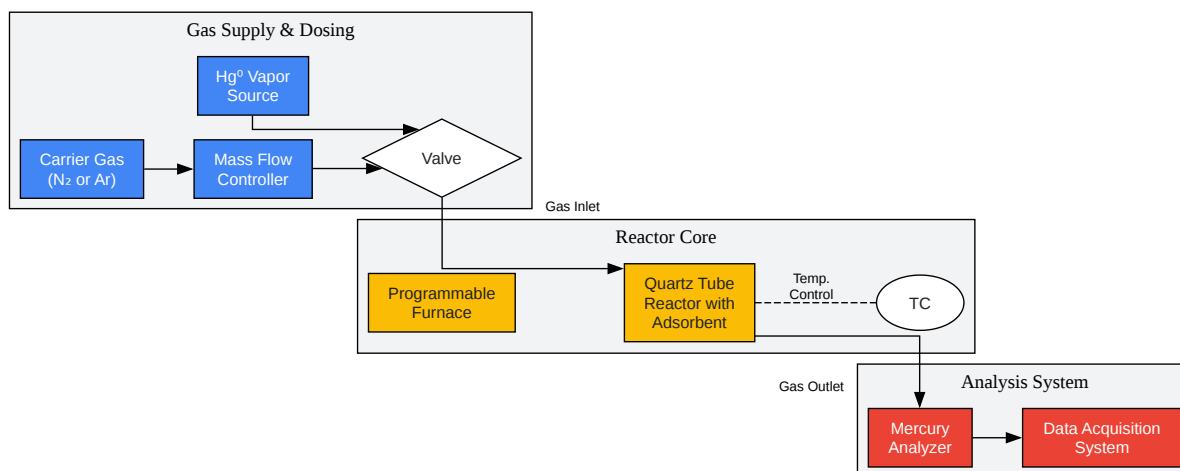 Gas Supply & Dosing
Hg⁰ Vapor
Source
Carrier Gas
(N₂ or Ar)
Mass Flow
Controller
Valve
Gas Inlet
Reactor Core
Programmable
Furnace
Quartz Tube
Reactor with
Adsorbent
Temp.
Control
TC
Gas Outlet
Analysis System
Mercury
Analyzer
Data Acquisition
System